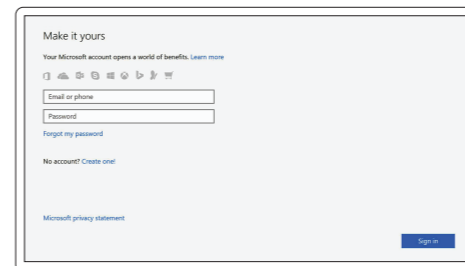 Make it yours
Your Microsoft account opens a world of benefits. Learn more
Email or phone
Password
Forgot my password
No account? Create one!
Microsoft privacy statement
Sign in